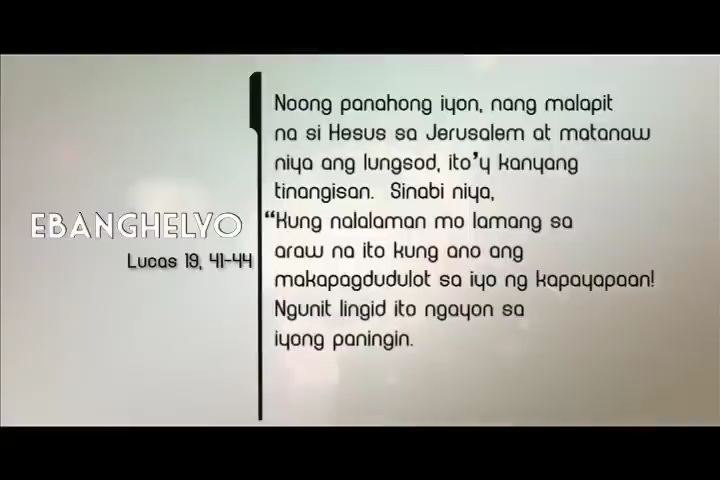 EBANGHELYO
Lucas 19, 41-44
Noong panahong iyon, nang malapit
na si Hesus sa Jerusalem at matanaw
niya ang lungsod, ito'y kanyang
tinangisan. Sinabi niya,
“Kung nalalaman mo lamang sa
araw na ito kung ano ang
makapagdudulot sa iyo ng kapayapaan!
Ngunit lingid ito ngayon sa
iyong paningin.